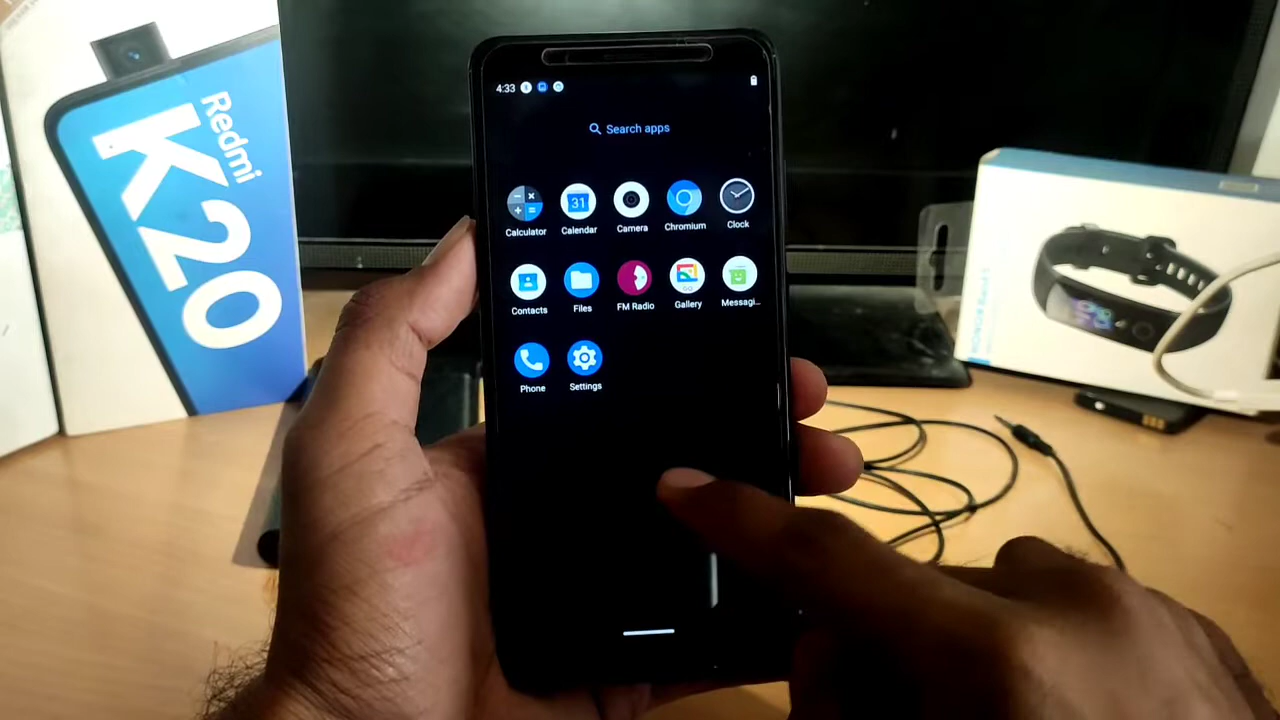 Redmi
K20
4:33
Search apps
31
Calculator
Calendar
Camera
Chromium
Clock
Contacts
Files
FM Radio
Gallery
Messagi...
Phone
Settings